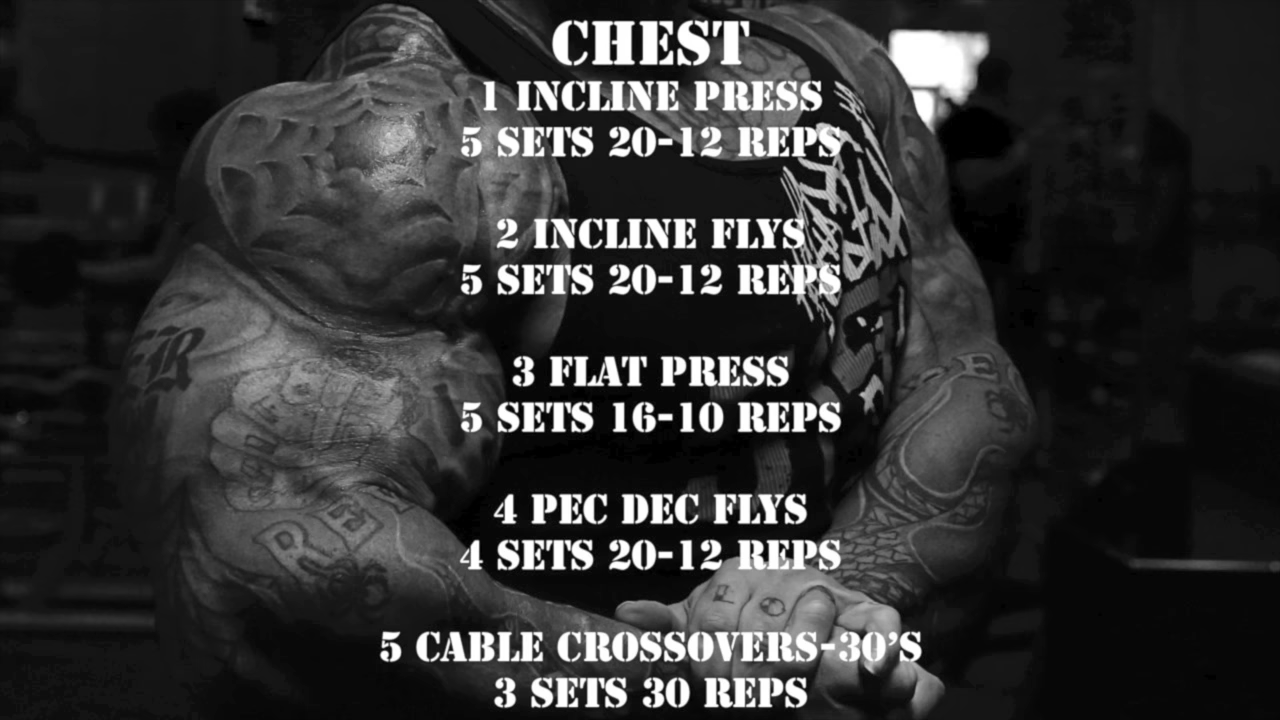 CHEST
1 INCLINE PRESS
5 SETS 20-12 REPS
2 INCLINE FLYS
5 SETS 20-12 REPS
3 FLAT PRESS
5 SETS 16-10 REPS
4 PEC DEC FLYS
4 SETS 20-12 REPS
5 CABLE CROSSOVERS-30'S
3 SETS 30 REPS